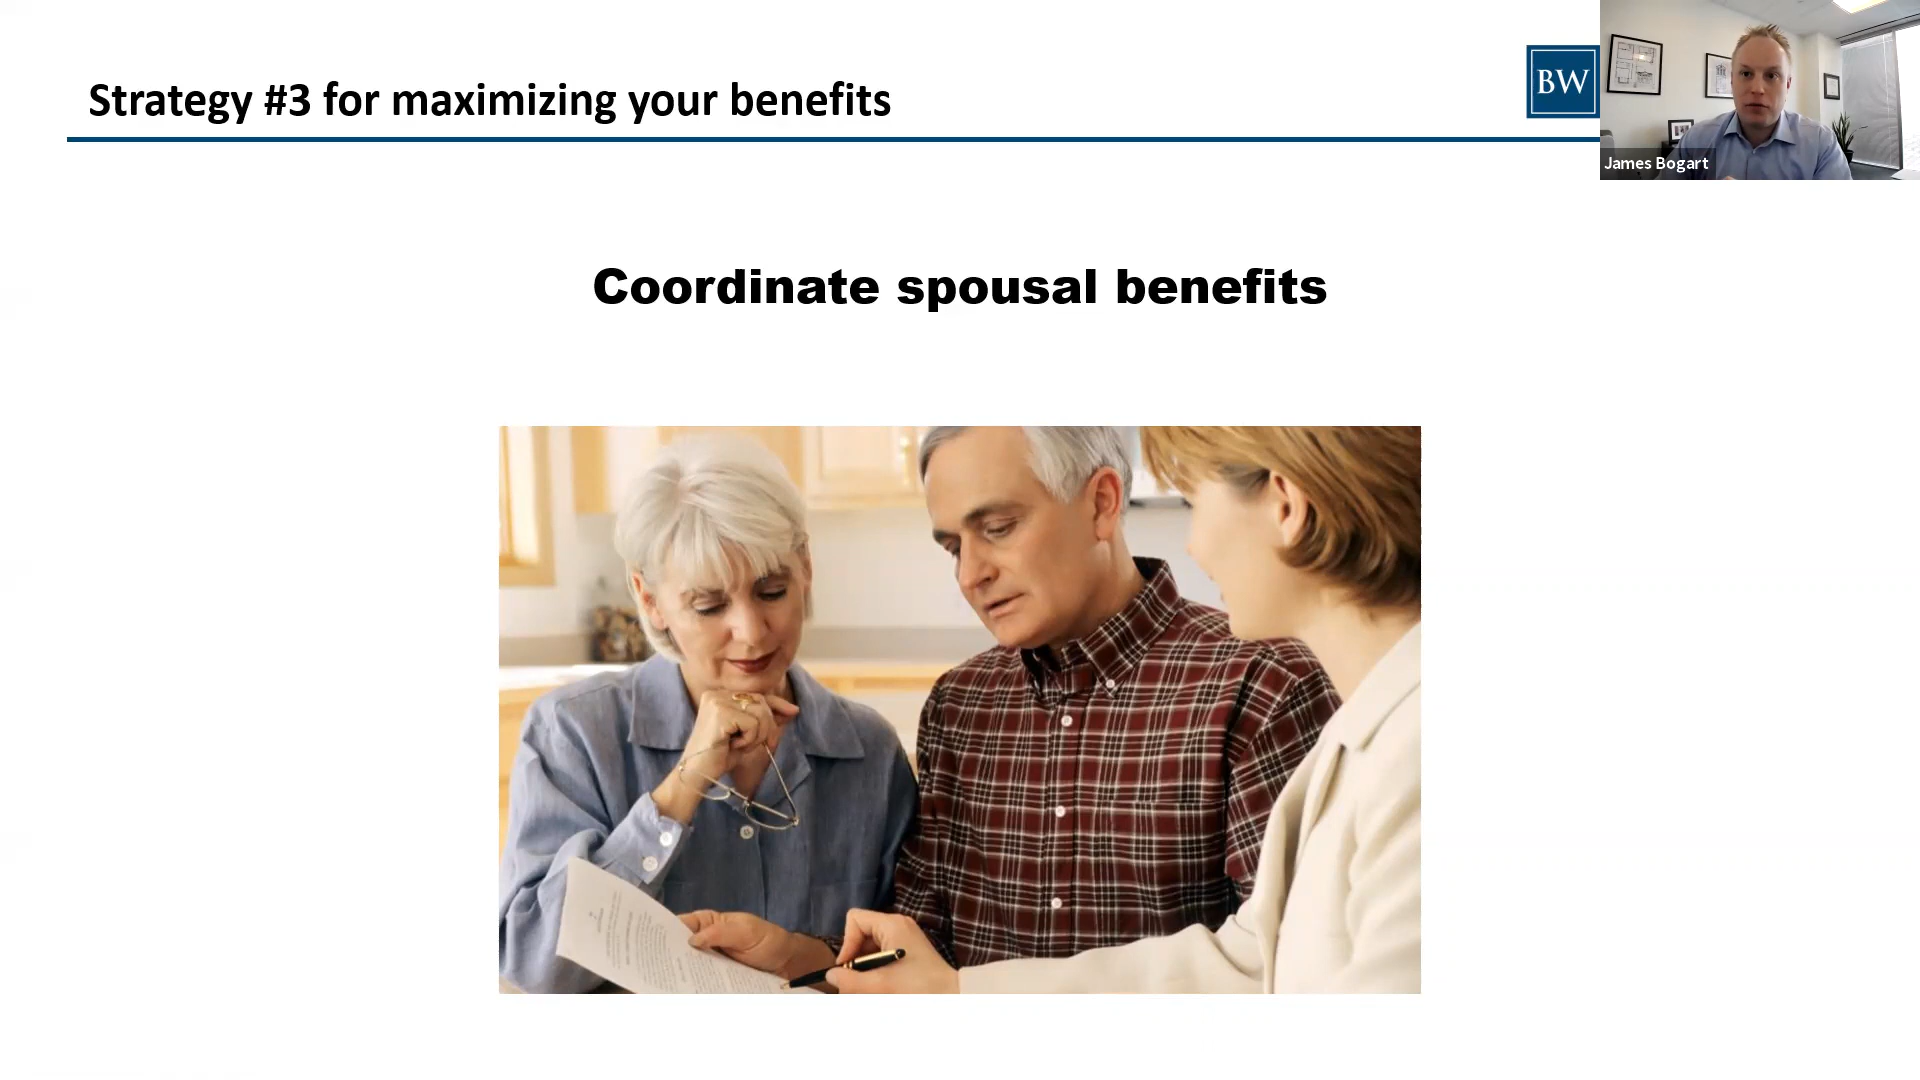 Strategy #3 for maximizing your benefits
BW
James Bogart
Coordinate spousal benefits